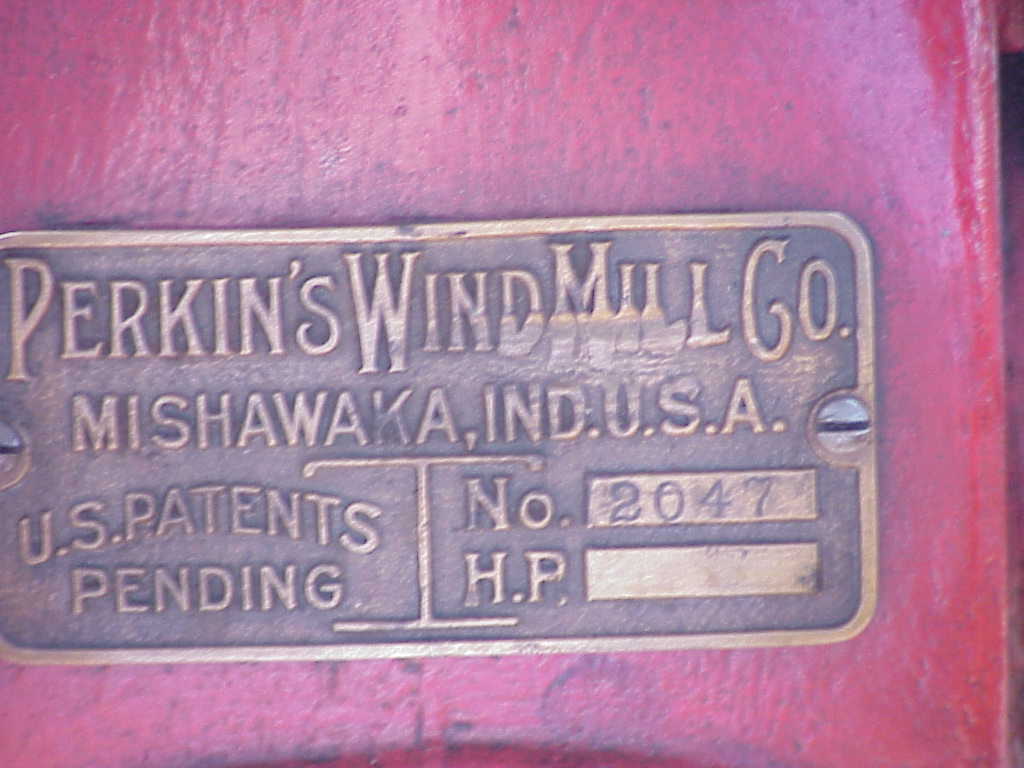 PERKIN'S WIND MILL CO.
MISHAWAKA, IND. U.S.A.
U.S. PATENTS
PENDING
No. 2047
H.P.